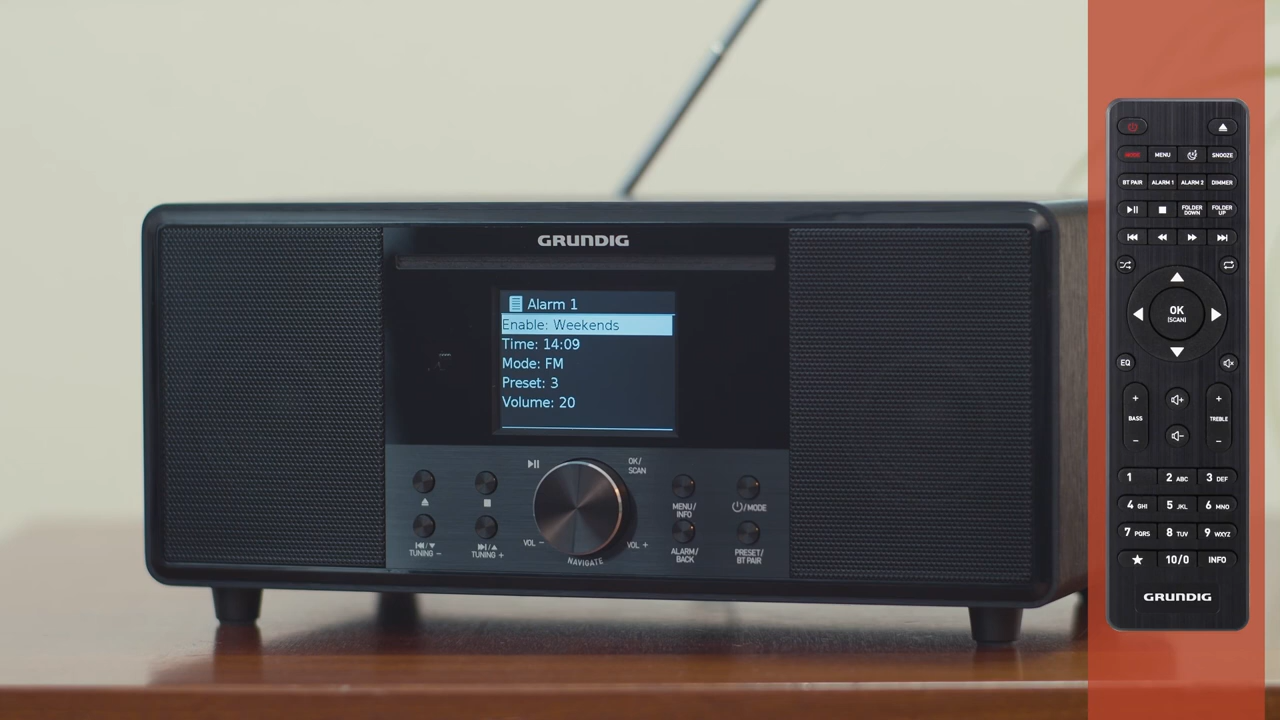 GRUNDIG
Alarm 1
Enable: Weekends
Time: 14:09
Mode: FM
Preset: 3
Volume: 20
OK/
SCAN
MENU/
INFO
/MODE
TUNING −
TUNING +
VOL −
VOL +
NAVIGATE
ALARM/
BACK
PRESET/
BT PAIR
MODE MENU SNOOZE
BT PAIR ALARM 1 ALARM 2 DIMMER
FOLDER DOWN
FOLDER UP
OK
[SCAN]
EQ
+ +
BASS TREBLE
− −
1 2 ABC 3 DEF
4 GHI 5 JKL 6 MNO
7 PQRS 8 TUV 9 WXYZ
10/0 INFO
GRUNDIG